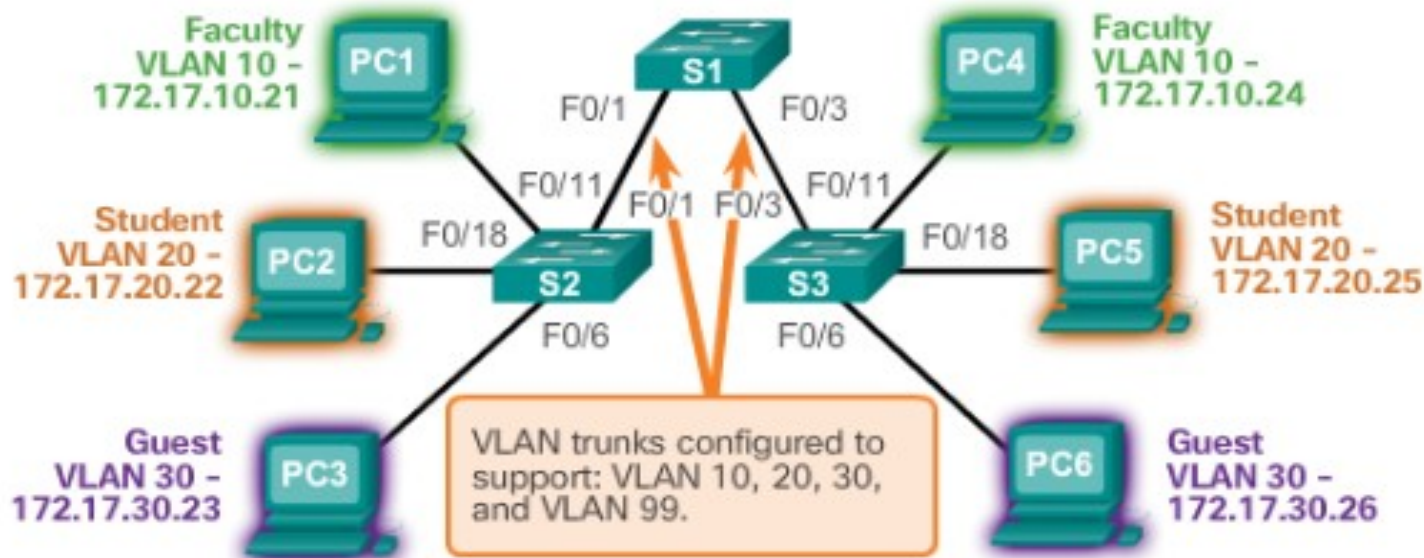 Faculty
VLAN 10 –
172.17.10.21
PC1
S1
PC4
Faculty
VLAN 10 –
172.17.10.24
F0/1
F0/3
F0/11
F0/1
F0/3
F0/11
Student
VLAN 20 –
172.17.20.22
PC2
F0/18
S2
S3
F0/18
PC5
Student
VLAN 20 –
172.17.20.25
F0/6
F0/6
Guest
VLAN 30 –
172.17.30.23
PC3
VLAN trunks configured to
support: VLAN 10, 20, 30,
and VLAN 99.
PC6
Guest
VLAN 30 –
172.17.30.26